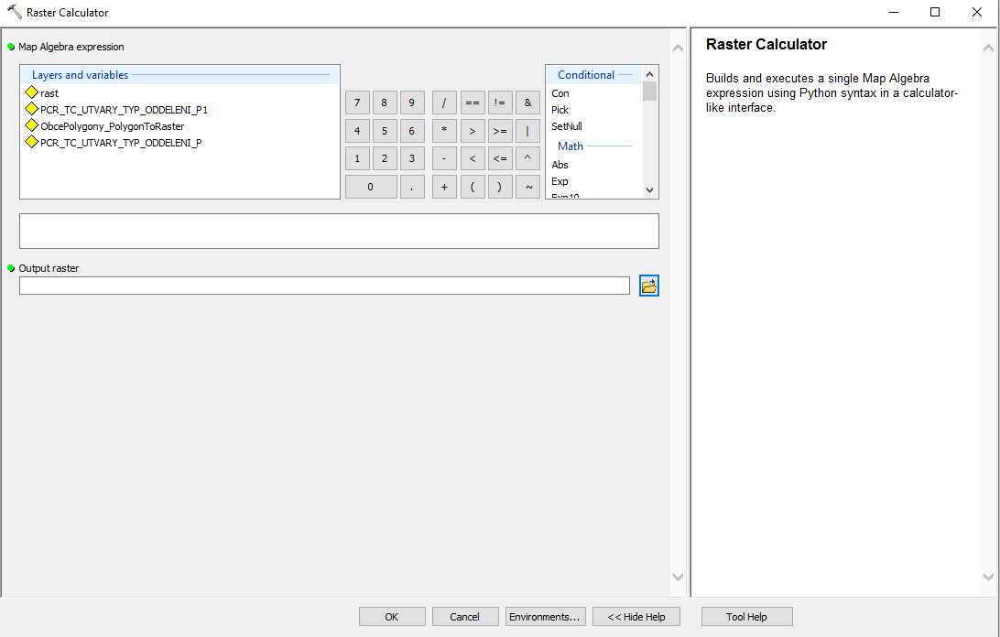 Raster Calculator
Map Algebra expression
Layers and variables
rast
PCR_TC_UTVARY_TYP_ODDELENI_P1
ObcePolygony_PolygonToRaster
PCR_TC_UTVARY_TYP_ODDELENI_P
7 8 9 / == != &
4 5 6 * > >= |
1 2 3 - < <= ^
0 . + ( ) ~
Conditional
Con
Pick
SetNull
Math
Abs
Exp
Exp10
Output raster
OK Cancel Environments... << Hide Help Tool Help
Raster Calculator
Builds and executes a single Map Algebra
expression using Python syntax in a calculator-
like interface.